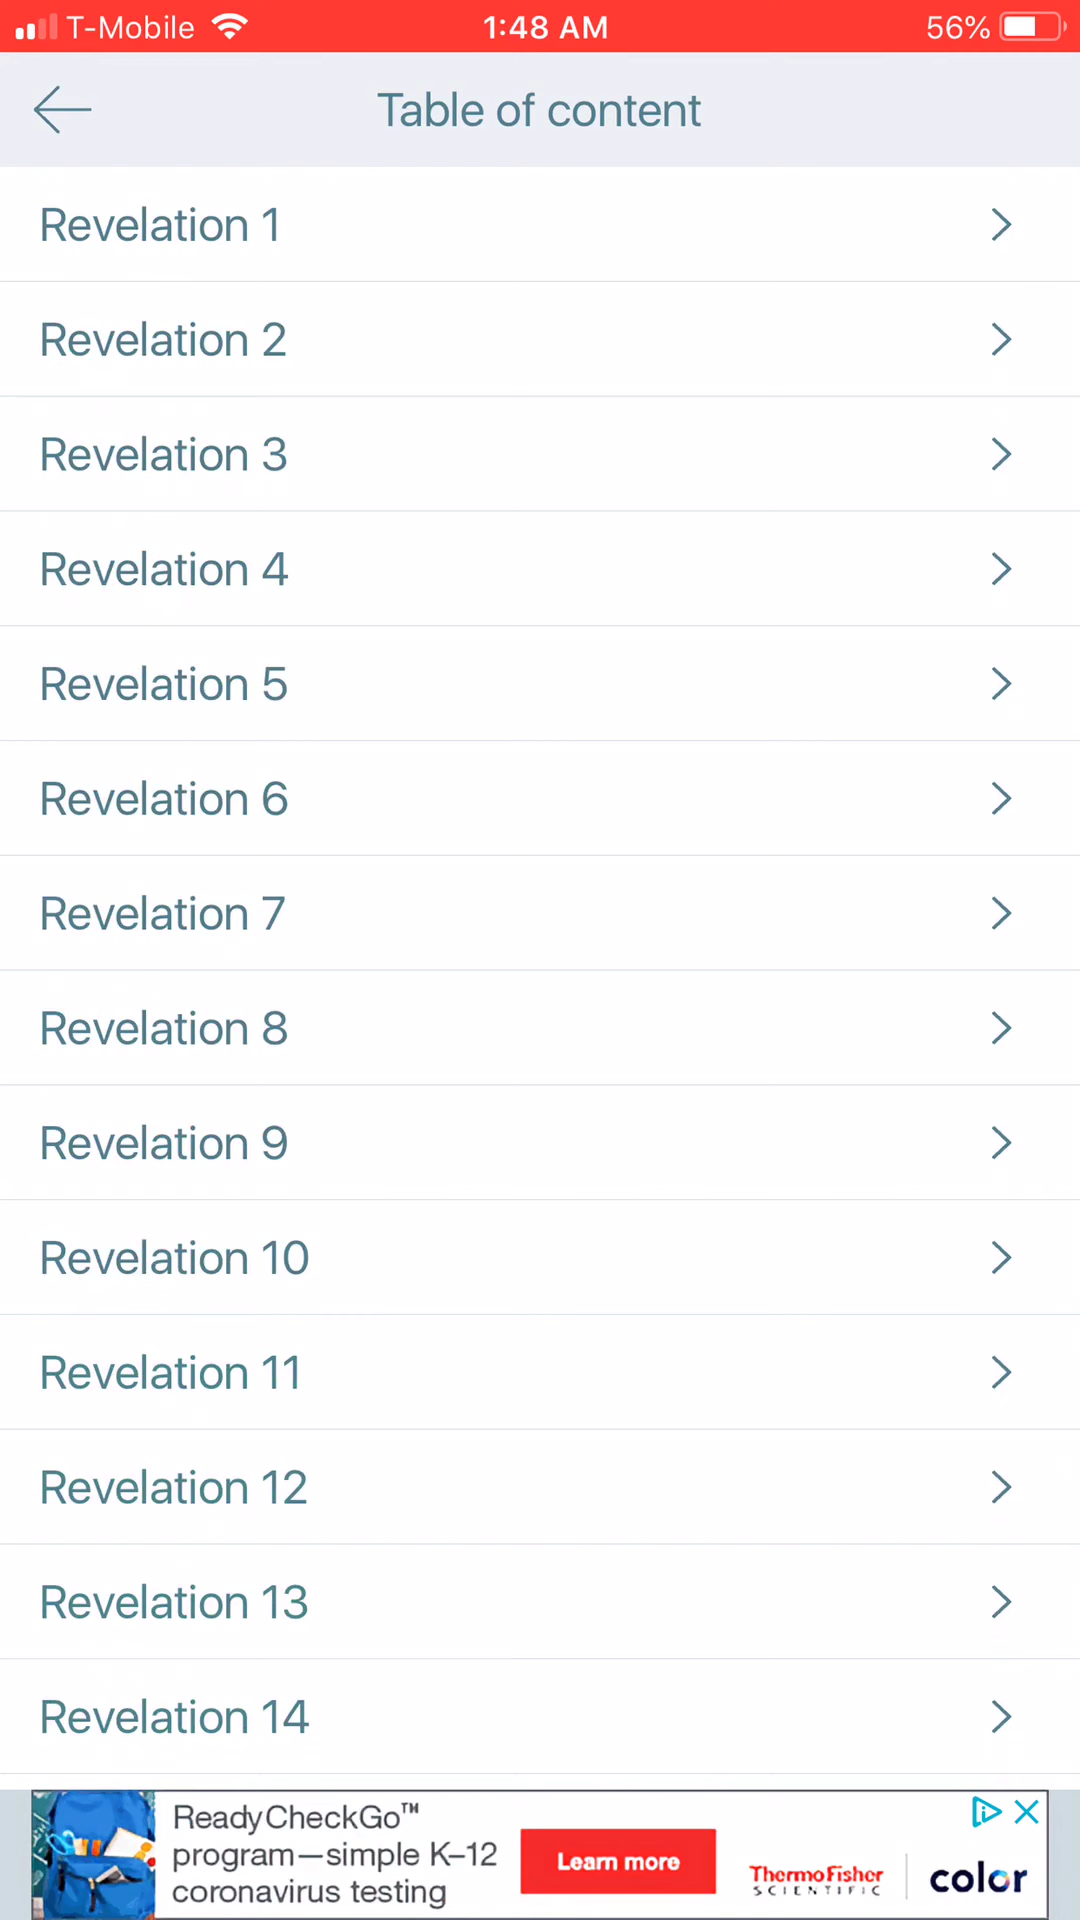 T-Mobile 1:48 AM 56%
Table of content
Revelation 1
Revelation 2
Revelation 3
Revelation 4
Revelation 5
Revelation 6
Revelation 7
Revelation 8
Revelation 9
Revelation 10
Revelation 11
Revelation 12
Revelation 13
Revelation 14
ReadyCheckGo™
program—simple K–12
coronavirus testing
Learn more
ThermoFisher
SCIENTIFIC
color